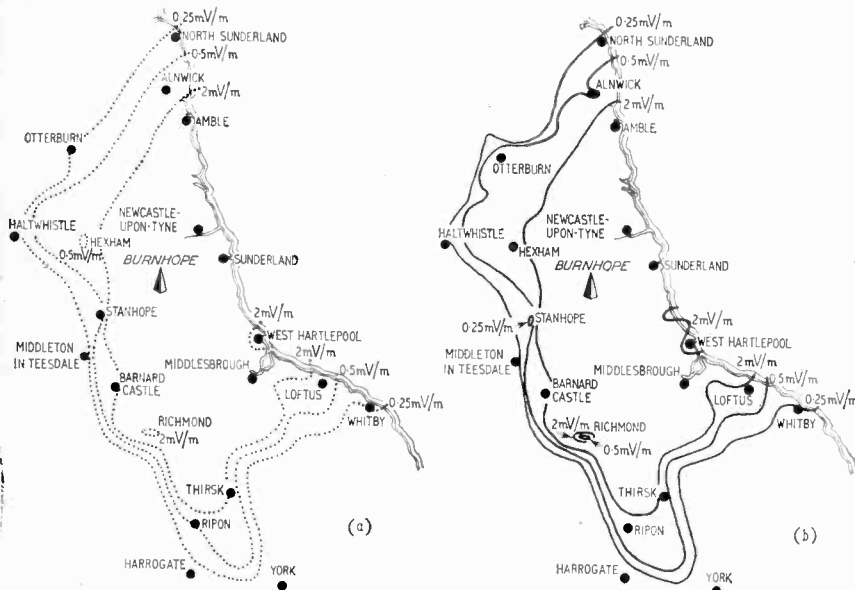 0.25mV/m
NORTH SUNDERLAND
0.5mV/m
ALNWICK
2mV/m
AMBLE
OTTERBURN
HALTWHISTLE
NEWCASTLE-
UPON-TYNE
HEXHAM
0.5mV/m
BURNHOPE
SUNDERLAND
STANHOPE
2mV/m
WEST HARTLEPOOL
MIDDLETON
IN TEESDALE
MIDDLESBROUGH
2mV/m
0.5mV/m
BARNARD
CASTLE
LOFTUS
0.25mV/m
WHITBY
RICHMOND
2mV/m
THIRSK
RIPON
(a)
HARROGATE
YORK
0.25mV/m
NORTH SUNDERLAND
0.5mV/m
ALNWICK
2mV/m
AMBLE
OTTERBURN
NEWCASTLE-
UPON-TYNE
HALTWHISTLE
HEXHAM
BURNHOPE
SUNDERLAND
STANHOPE
0.25mV/m
2mV/m
WEST HARTLEPOOL
MIDDLETON
IN TEESDALE
MIDDLESBROUGH
2mV/m
0.5mV/m
BARNARD
CASTLE
LOFTUS
0.25mV/m
WHITBY
2mV/m RICHMOND
0.5mV/m
THIRSK
RIPON
(b)
HARROGATE
YORK